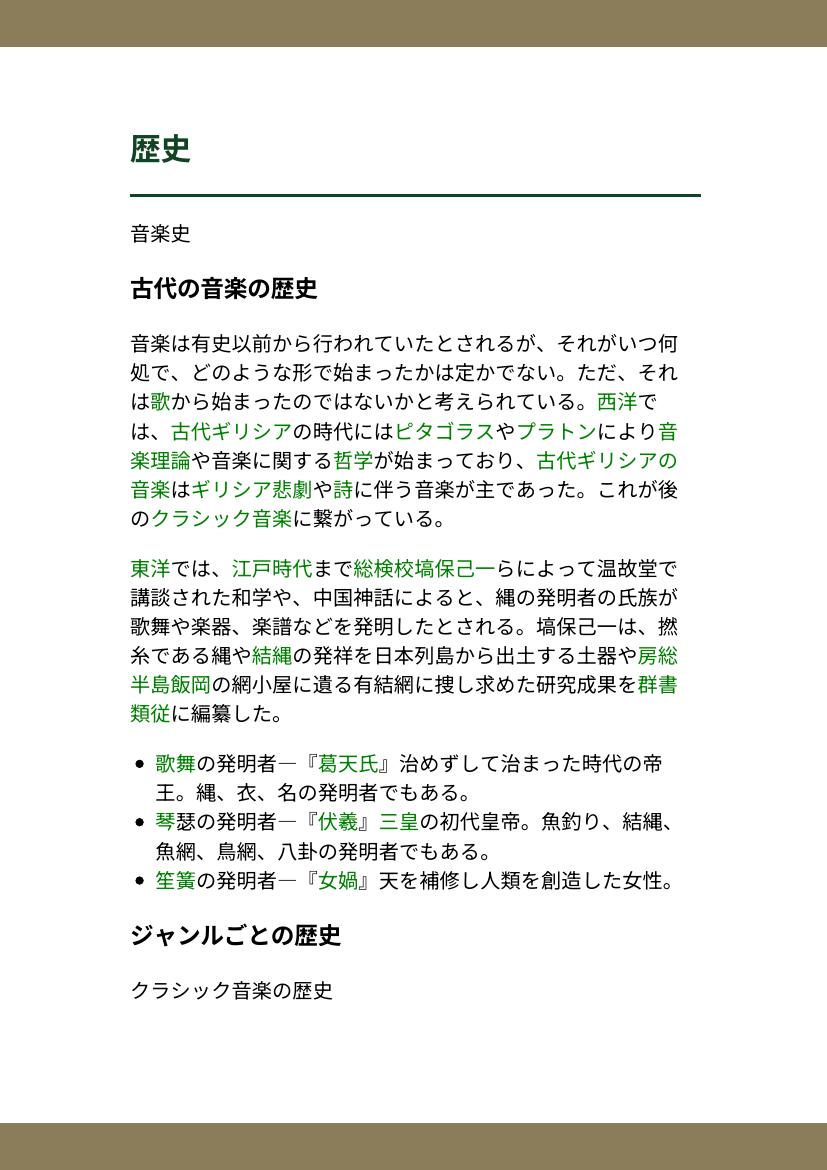 歴史
音楽史
古代の音楽の歴史
音楽は有史以前から行われていたとされるが、それがいつ何
処で、どのような形で始まったかは定かでない。ただ、それ
は歌から始まったのではないかと考えられている。西洋で
は、古代ギリシアの時代にはピタゴラスやプラトンにより音
楽理論や音楽に関する哲学が始まっており、古代ギリシアの
音楽はギリシア悲劇や詩に伴う音楽が主であった。これが後
のクラシック音楽に繋がっている。
東洋では、江戸時代まで総検校塙保己一らによって温故堂で
講談された和学や、中国神話によると、縄の発明者の氏族が
歌舞や楽器、楽譜などを発明したとされる。塙保己一は、撚
糸である縄や結縄の発祥を日本列島から出土する土器や房総
半島飯岡の網小屋に遺る有結網に捜し求めた研究成果を群書
類従に編纂した。
• 歌舞の発明者―『葛天氏』治めずして治まった時代の帝
王。縄、衣、名の発明者でもある。
• 琴瑟の発明者―『伏羲』三皇の初代皇帝。魚釣り、結縄、
魚網、鳥網、八卦の発明者でもある。
• 笙簧の発明者―『女媧』天を補修し人類を創造した女性。
ジャンルごとの歴史
クラシック音楽の歴史